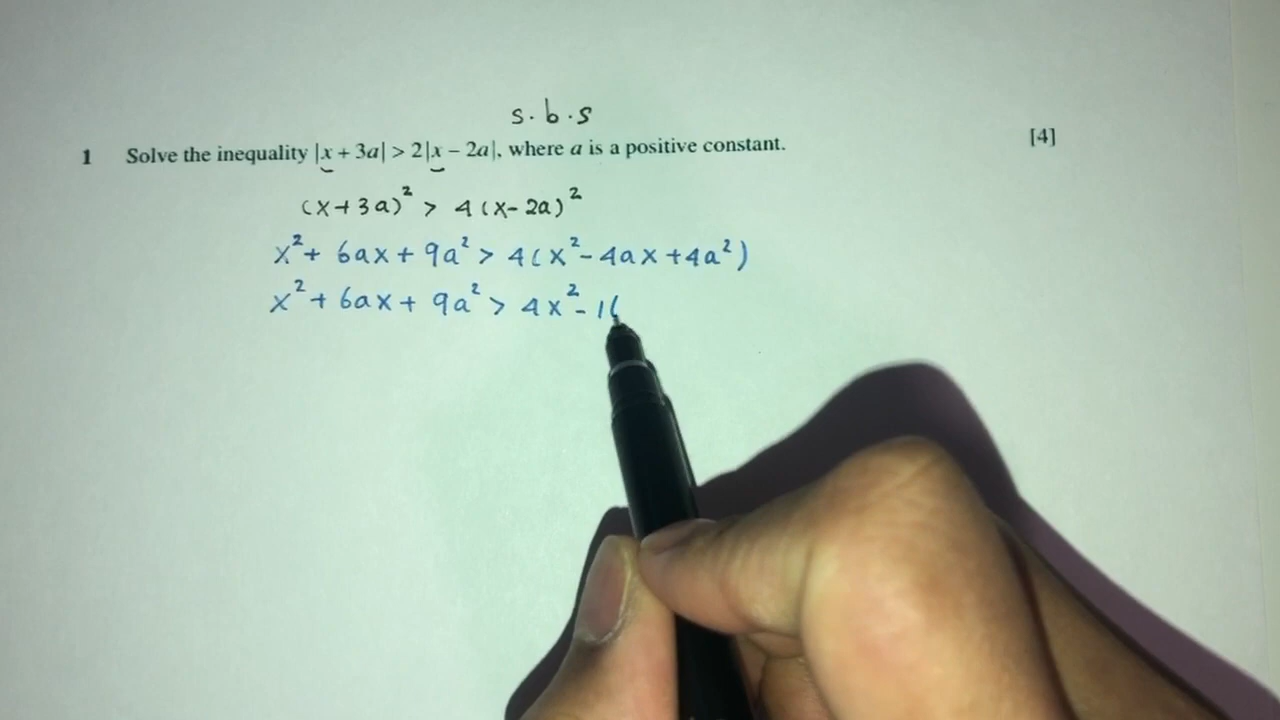 s.b.s
1 Solve the inequality |x + 3a| > 2|x − 2a|, where a is a positive constant. [4]
(x+3a)² > 4(x-2a)²
x² + 6ax + 9a² > 4(x² - 4ax + 4a²)
x² + 6ax + 9a² > 4x² - 16